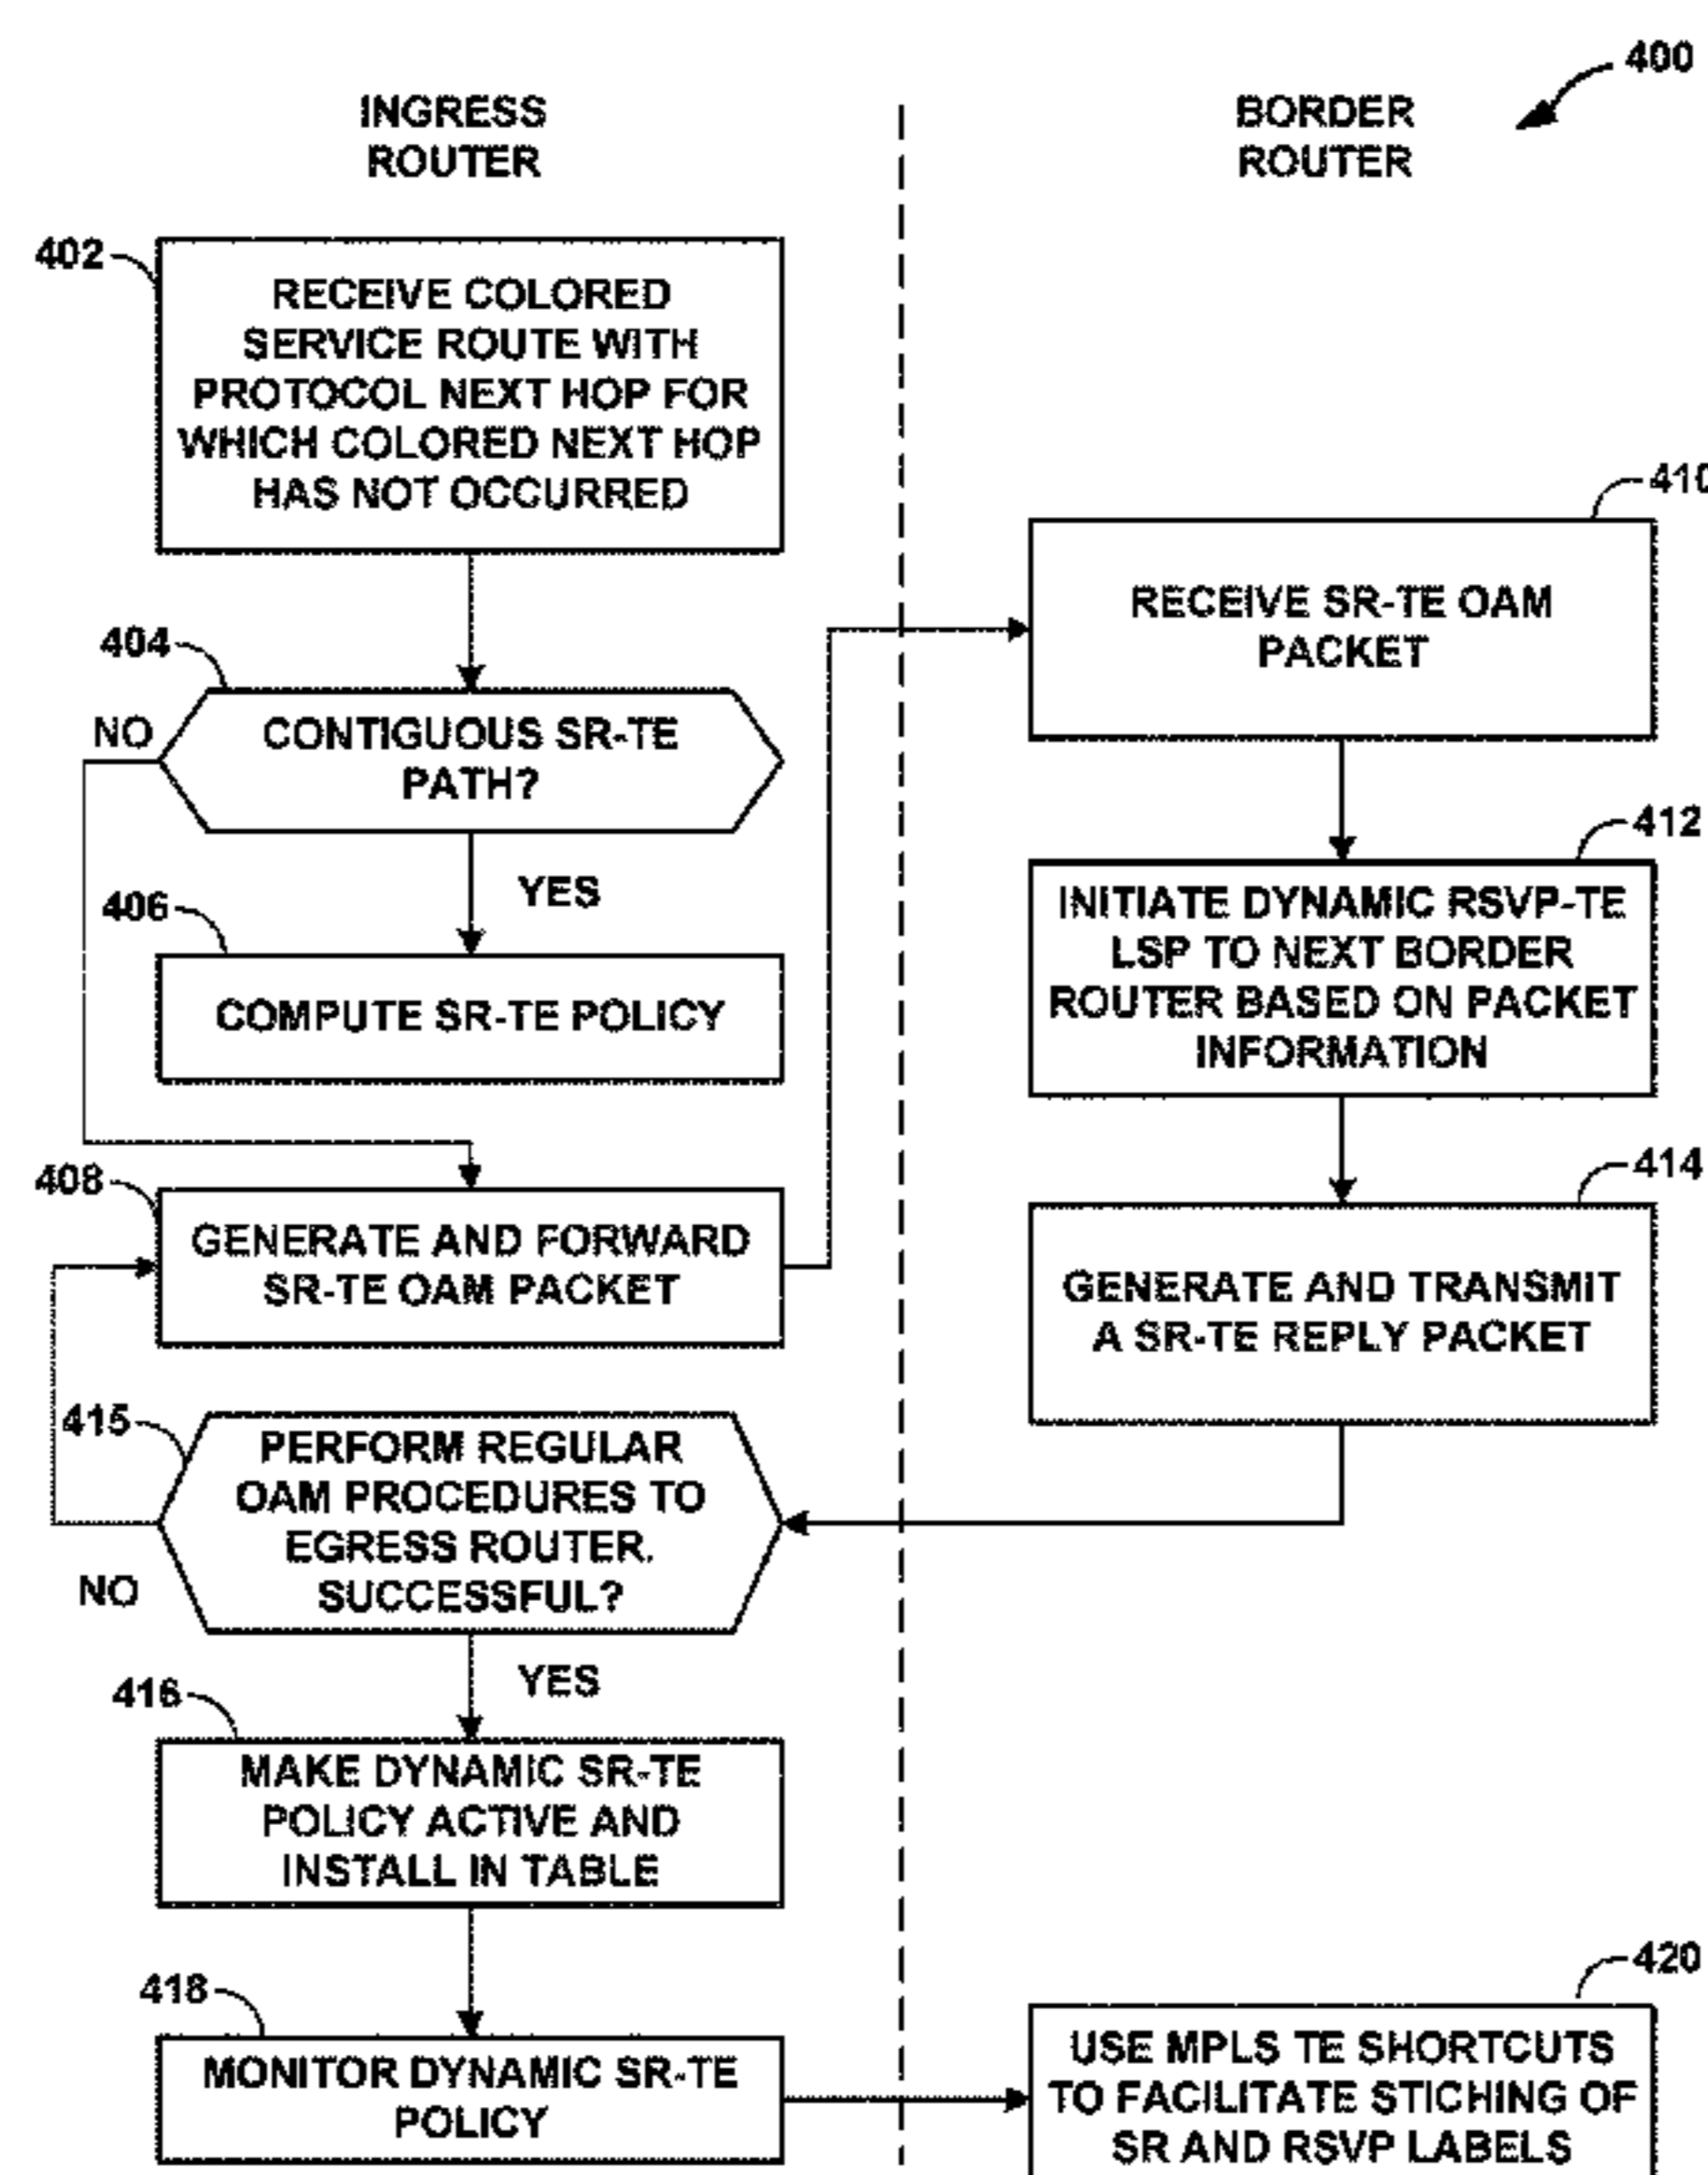 400
INGRESS
ROUTER
BORDER
ROUTER
402
RECEIVE COLORED
SERVICE ROUTE WITH
PROTOCOL NEXT HOP FOR
WHICH COLORED NEXT HOP
HAS NOT OCCURRED
404
NO
CONTIGUOUS SR-TE
PATH?
YES
406
COMPUTE SR-TE POLICY
408
GENERATE AND FORWARD
SR-TE OAM PACKET
410
RECEIVE SR-TE OAM
PACKET
412
INITIATE DYNAMIC RSVP-TE
LSP TO NEXT BORDER
ROUTER BASED ON PACKET
INFORMATION
414
GENERATE AND TRANSMIT
A SR-TE REPLY PACKET
415
PERFORM REGULAR
OAM PROCEDURES TO
EGRESS ROUTER.
SUCCESSFUL?
NO
YES
416
MAKE DYNAMIC SR-TE
POLICY ACTIVE AND
INSTALL IN TABLE
418
MONITOR DYNAMIC SR-TE
POLICY
420
USE MPLS TE SHORTCUTS
TO FACILITATE STICHING OF
SR AND RSVP LABELS